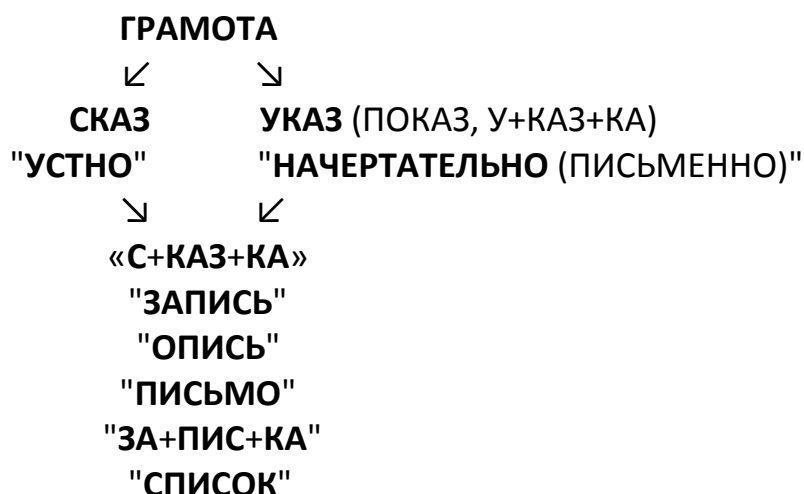 ГРАМОТА
↙ ↘
СКАЗ УКАЗ (ПОКАЗ, У+КАЗ+КА)
"УСТНО" "НАЧЕРТАТЕЛЬНО (ПИСЬМЕННО)"
↘ ↙
«С+КАЗ+КА»
"ЗАПИСЬ"
"ОПИСЬ"
"ПИСЬМО"
"ЗА+ПИС+КА"
"СПИСОК"